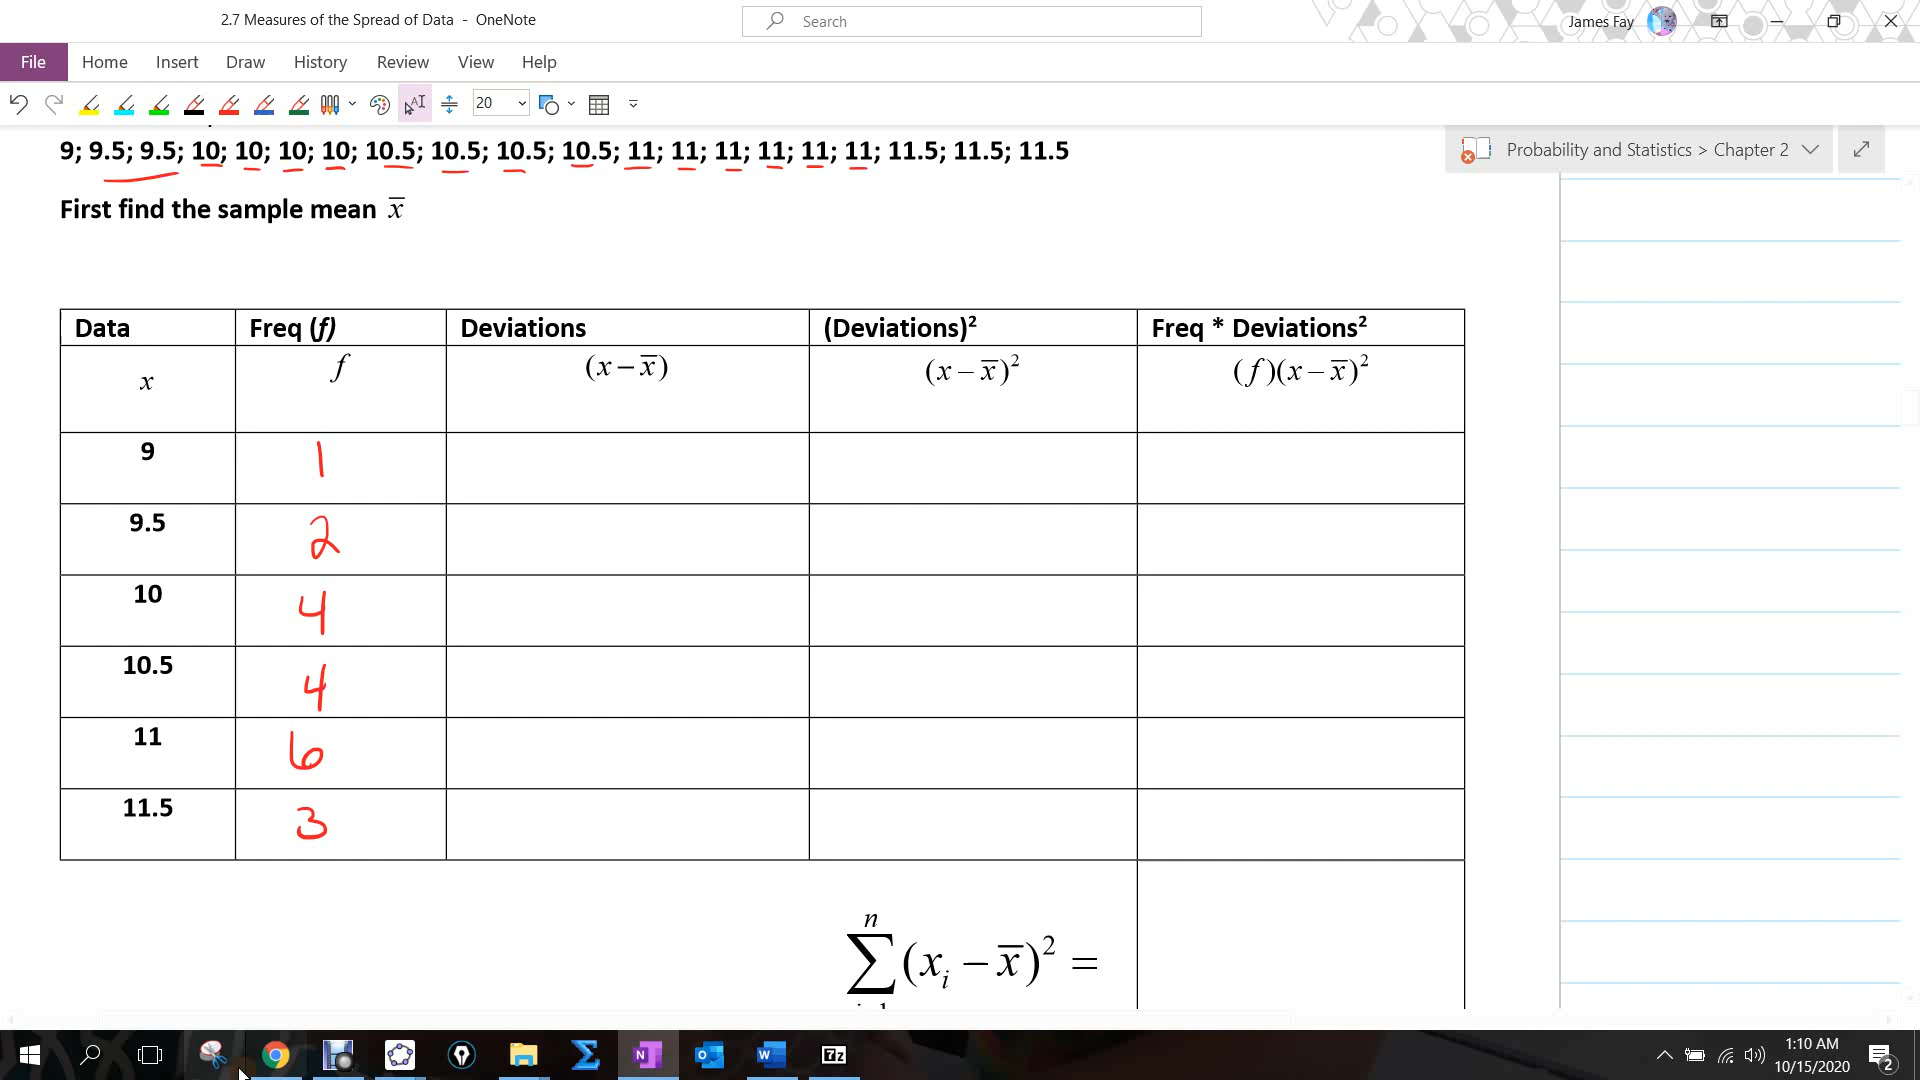 2.7 Measures of the Spread of Data - OneNote
Search
James Fay
File Home Insert Draw History Review View Help
20
9; 9.5; 9.5; 10; 10; 10; 10; 10.5; 10.5; 10.5; 10.5; 11; 11; 11; 11; 11; 11; 11.5; 11.5; 11.5
Probability and Statistics > Chapter 2
First find the sample mean x̅
Data Freq (f) Deviations (Deviations)² Freq * Deviations²
x f (x – x̅) (x – x̅)² (f)(x – x̅)²
9 1
9.5 2
10 4
10.5 4
11 6
11.5 3
n
∑(xᵢ – x̅)² =
1:10 AM
10/15/2020
2